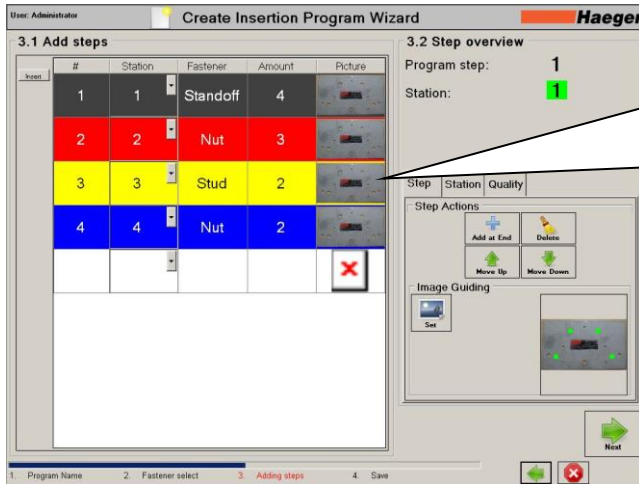 User: Administrator
Create Insertion Program Wizard
Haeger
3.1 Add steps
Insert
# Station Fastener Amount Picture
1 1 Standoff 4
2 2 Nut 3
3 3 Stud 2
4 4 Nut 2
3.2 Step overview
Program step: 1
Station: 1
Step Station Quality
Step Actions
Add at End Delete
Move Up Move Down
Image Guiding
Set
Next
1. Program Name 2. Fastener select 3. Adding steps 4. Save